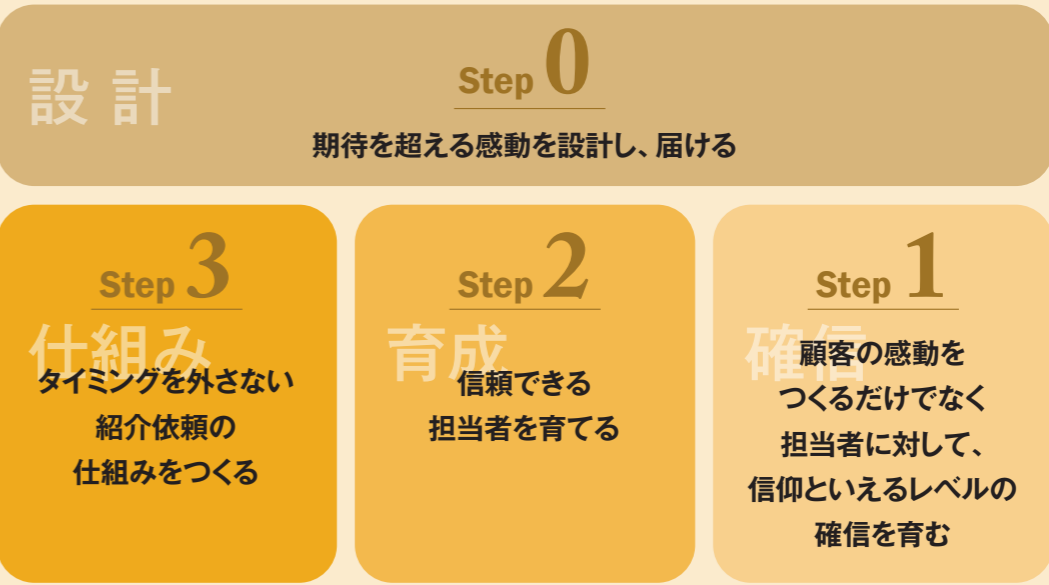 設計
Step 0
期待を超える感動を設計し、届ける
Step 1
確信
顧客の感動を
つくるだけでなく
担当者に対して、
信仰といえるレベルの
確信を育む
Step 2
育成
信頼できる
担当者を育てる
Step 3
仕組み
タイミングを外さない
紹介依頼の
仕組みをつくる